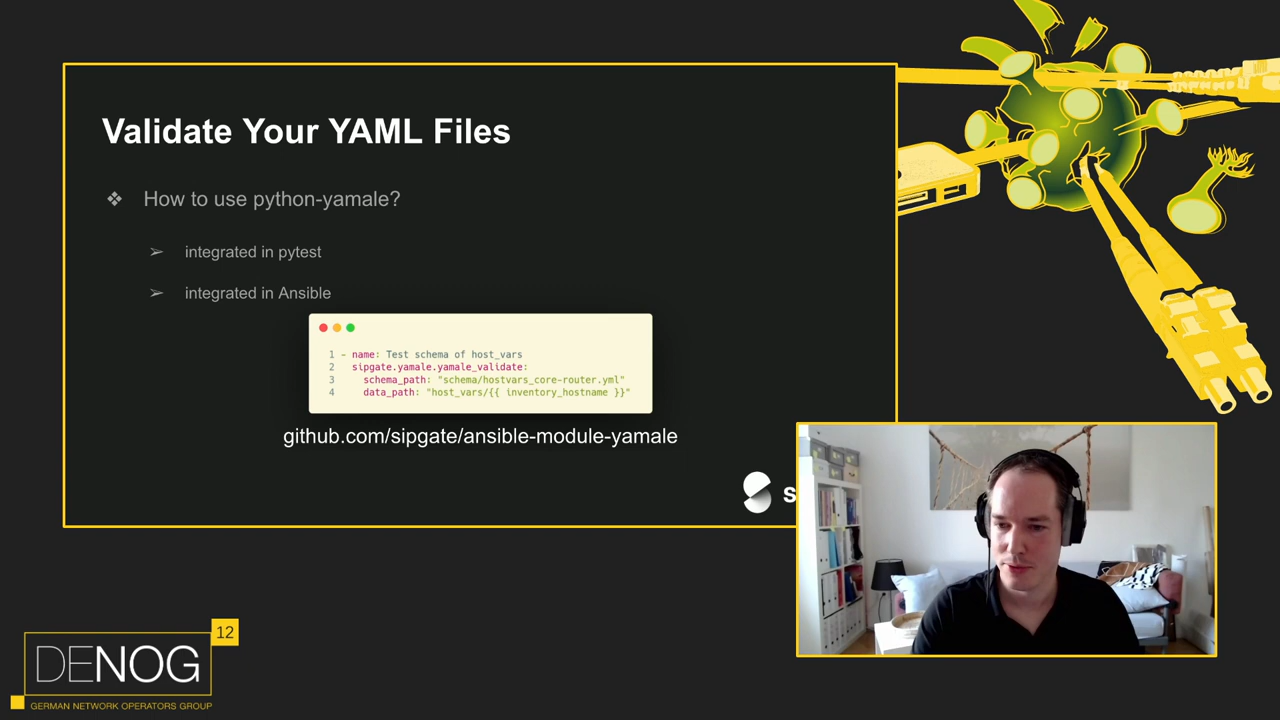 Validate Your YAML Files
❖ How to use python-yamale?
➢ integrated in pytest
➢ integrated in Ansible
1 - name: Test schema of host_vars
2 sipgate.yamale.yamale_validate:
3 schema_path: "schema/hostvars_core-router.yml"
4 data_path: "host_vars/{{ inventory_hostname }}"
github.com/sipgate/ansible-module-yamale
s
12
DENOG
GERMAN NETWORK OPERATORS GROUP